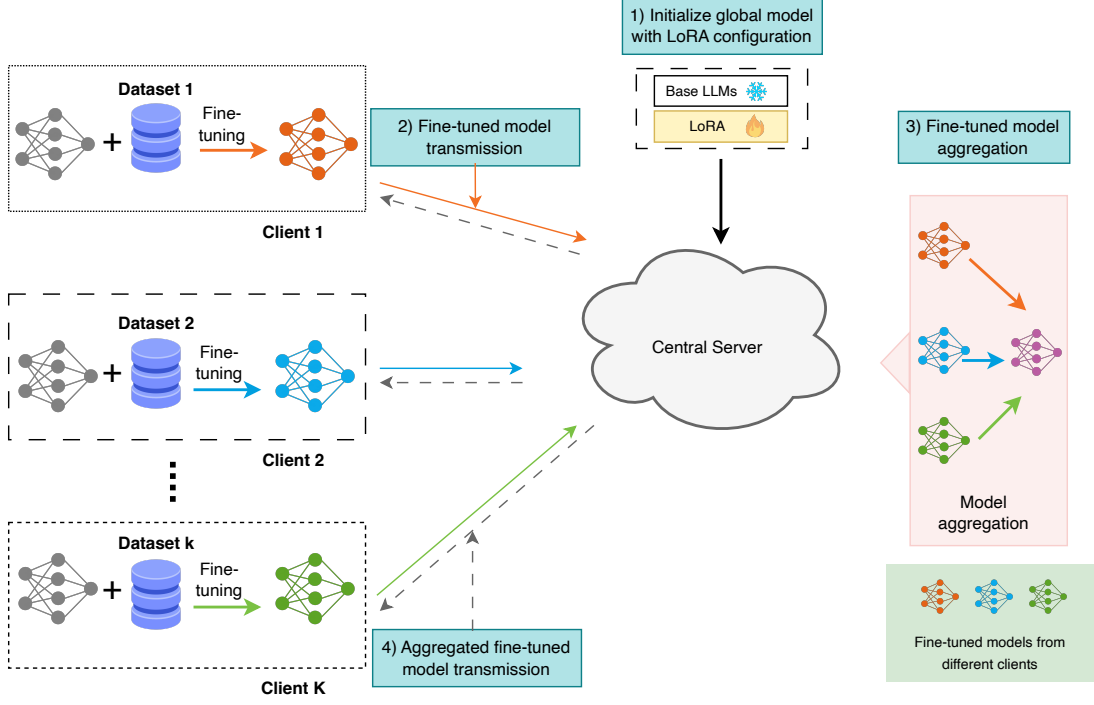 1) Initialize global model
with LoRA configuration
Base LLMs
LoRA
Dataset 1
Fine-
tuning
Client 1
2) Fine-tuned model
transmission
3) Fine-tuned model
aggregation
Dataset 2
Fine-
tuning
Client 2
Central Server
Model
aggregation
Dataset k
Fine-
tuning
Client K
4) Aggregated fine-tuned
model transmission
Fine-tuned models from
different clients